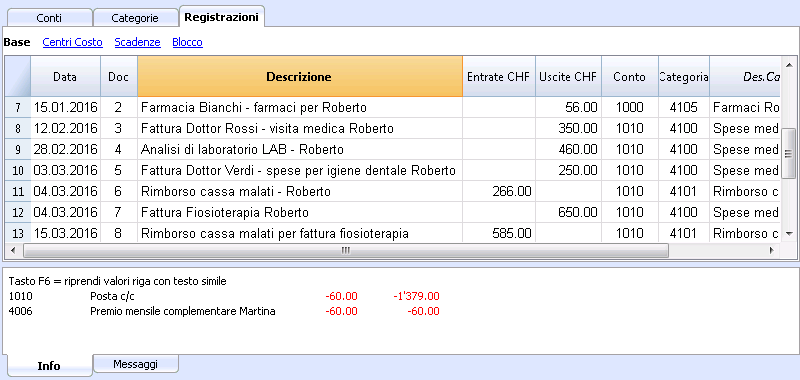 Conti Categorie Registrazioni
Base Centri Costo Scadenze Blocco
Data Doc Descrizione Entrate CHF Uscite CHF Conto Categoria Des.Ca
7 15.01.2016 2 Farmacia Bianchi - farmaci per Roberto 56.00 1000 4105 Farmaci Ro
8 12.02.2016 3 Fattura Dottor Rossi - visita medica Roberto 350.00 1010 4100 Spese med
9 28.02.2016 4 Analisi di laboratorio LAB - Roberto 460.00 1010 4100 Spese med
10 03.03.2016 5 Fattura Dottor Verdi - spese per igiene dentale Roberto 250.00 1010 4100 Spese med
11 04.03.2016 6 Rimborso cassa malati - Roberto 266.00 1010 4101 Rimborso c
12 04.03.2016 7 Fattura Fiosioterapia Roberto 650.00 1010 4100 Spese med
13 15.03.2016 8 Rimborso cassa malati per fattura fiosioterapia 585.00 1010 4101 Rimborso c
Tasto F6 = riprendi valori riga con testo simile
1010 Posta c/c -60.00 -1'379.00
4006 Premio mensile complementare Martina -60.00 -60.00
Info Messaggi